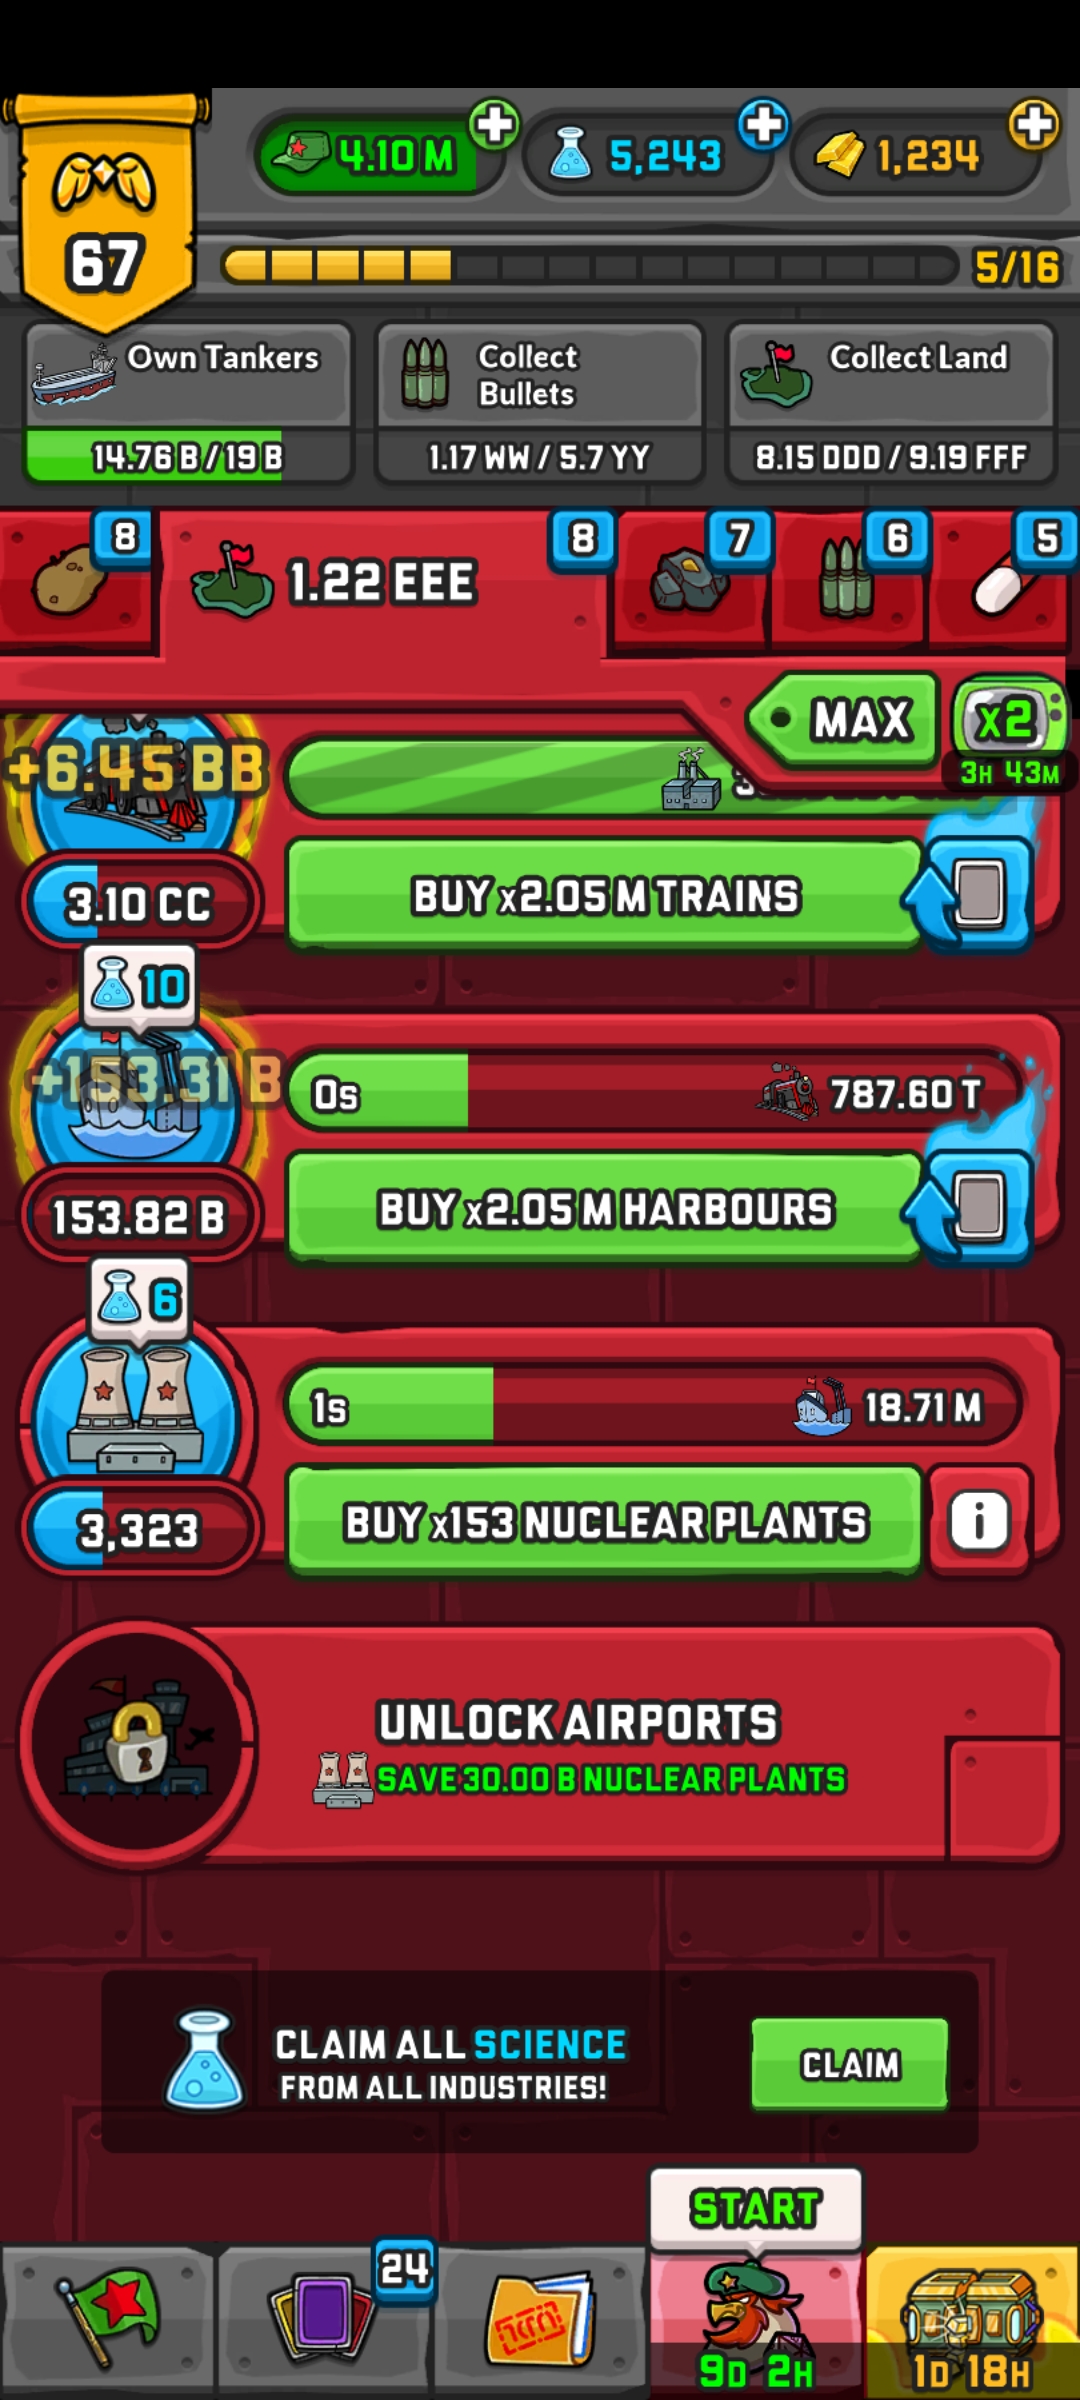 4.10 M
5,243
1,234
67
5/16
Own Tankers
14.76 B / 19 B
Collect
Bullets
1.17 WW / 5.7 YY
Collect Land
8.15 DDD / 9.19 FFF
8
1.22 EEE
8
7
6
5
MAX
x2
3H 43M
+6.45 BB
3.10 CC
BUY x2.05 M TRAINS
10
+153.31 B
0s
787.60 T
153.82 B
BUY x2.05 M HARBOURS
6
1s
18.71 M
3,323
BUY x153 NUCLEAR PLANTS
i
UNLOCK AIRPORTS
SAVE 30.00 B NUCLEAR PLANTS
CLAIM ALL SCIENCE
FROM ALL INDUSTRIES!
CLAIM
START
24
9D 2H
1D 18H